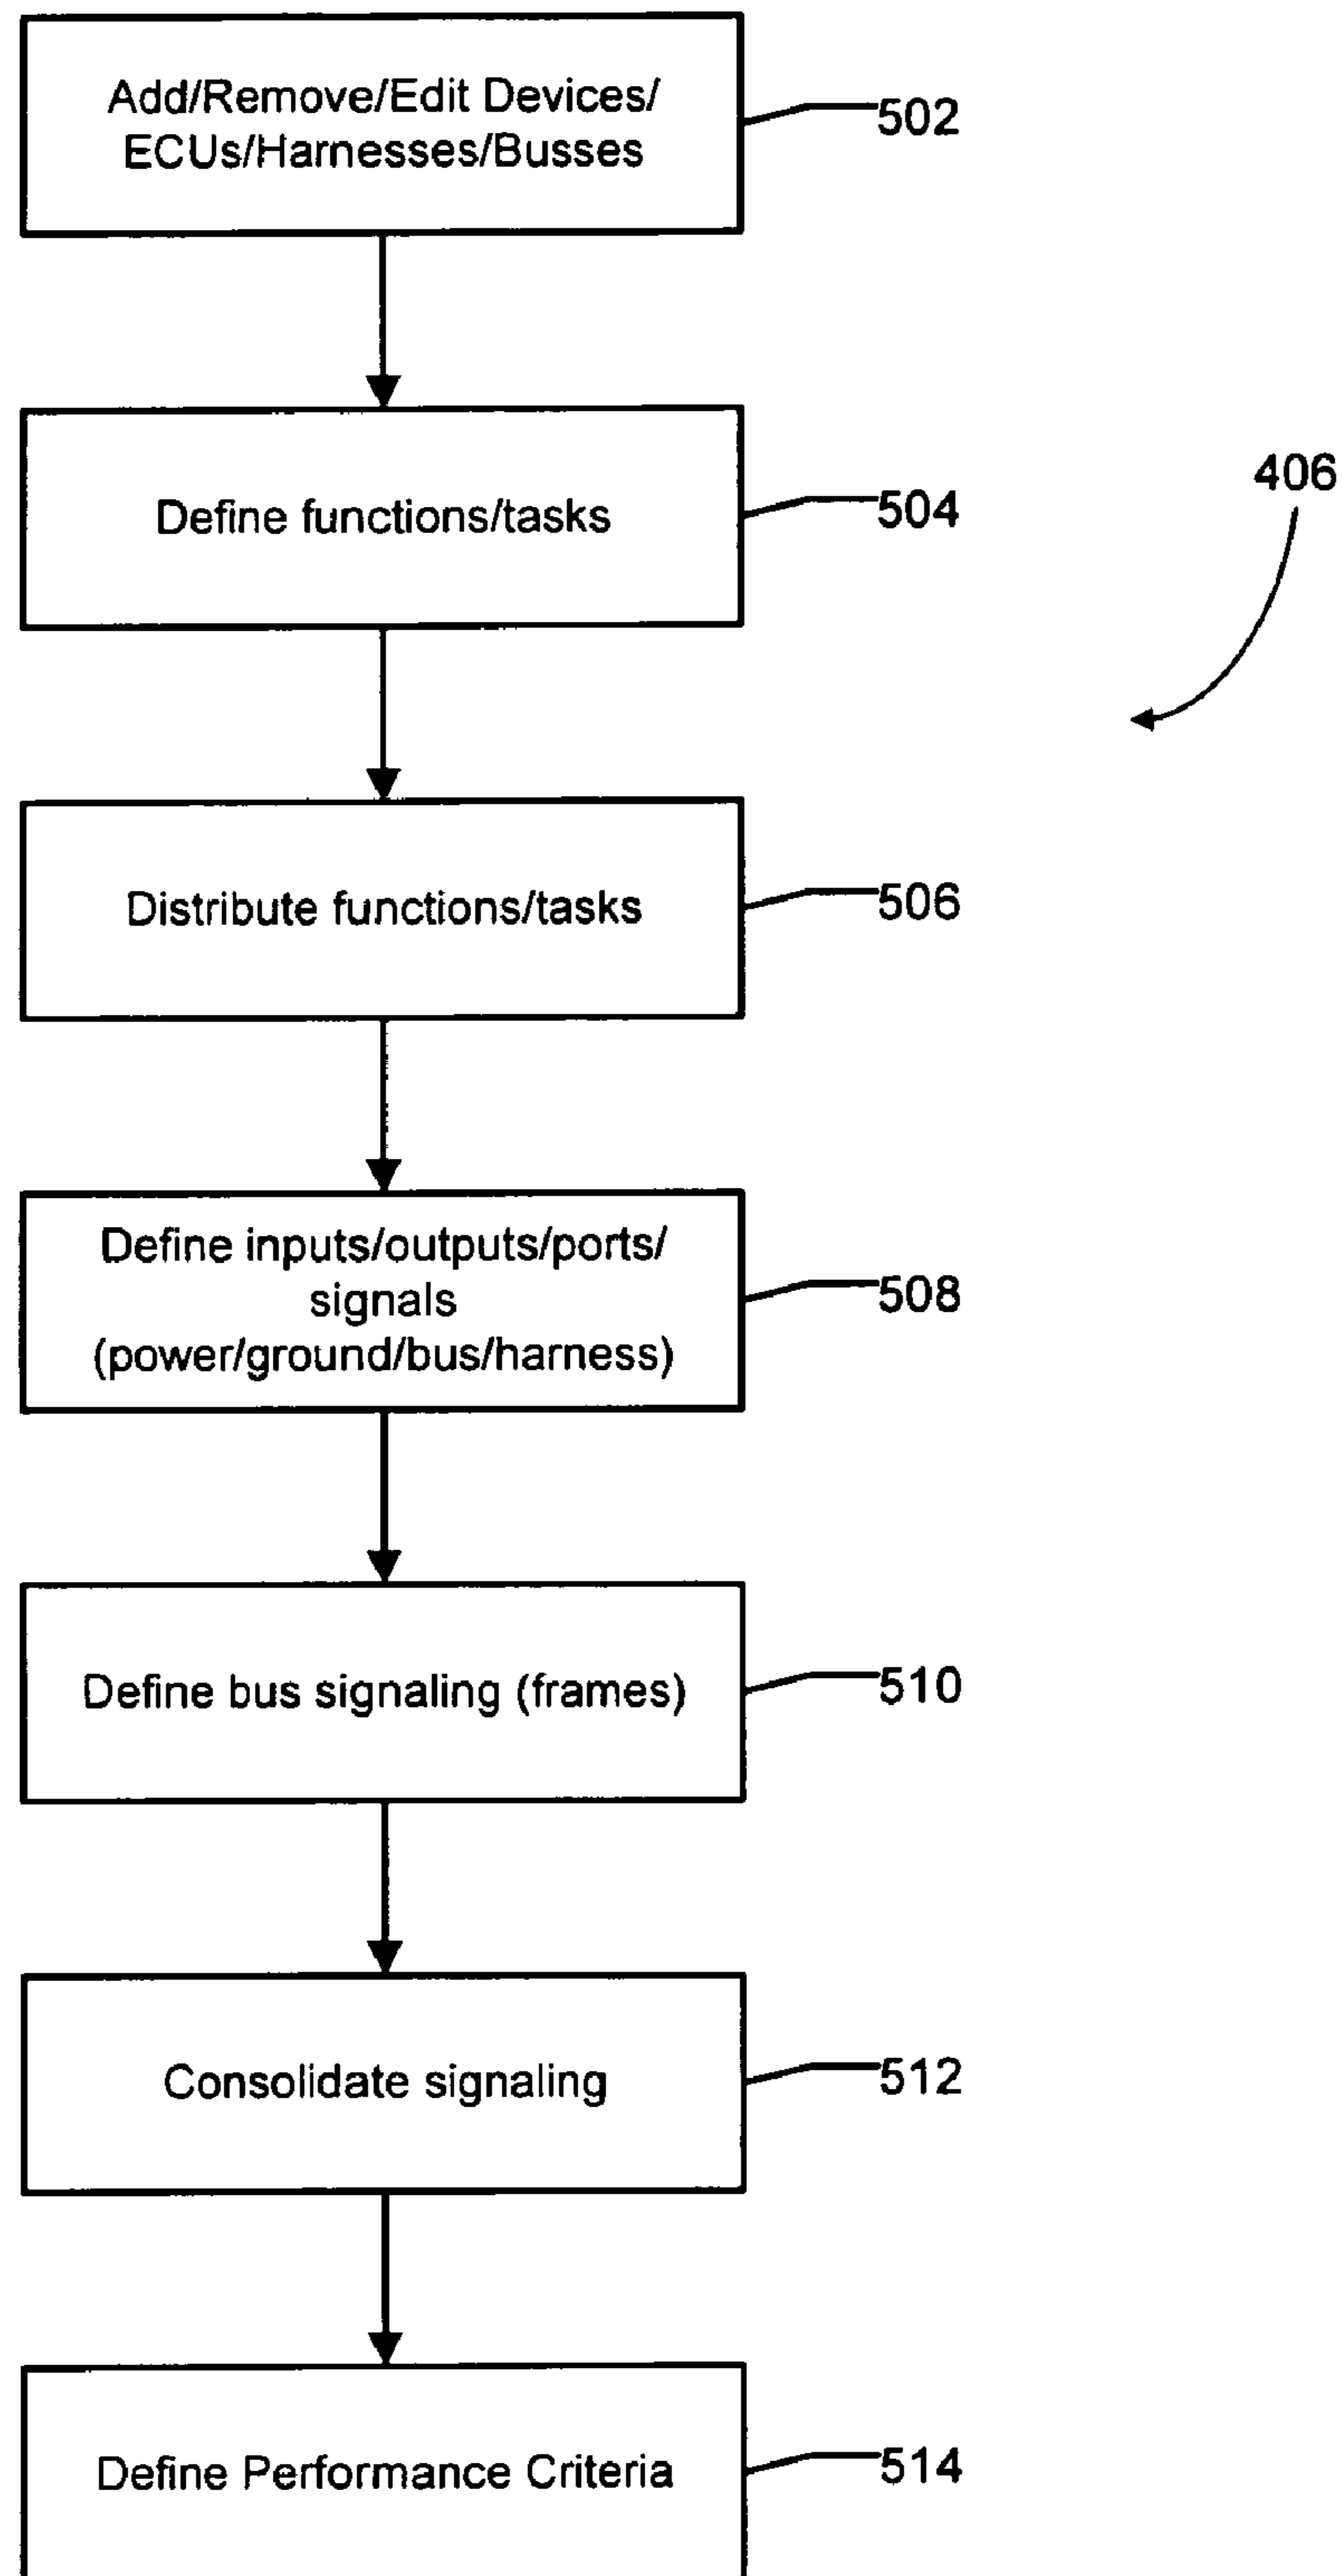 Add/Remove/Edit Devices/
ECUs/Harnesses/Busses
502
Define functions/tasks
504
406
Distribute functions/tasks
506
Define inputs/outputs/ports/
signals
(power/ground/bus/harness)
508
Define bus signaling (frames)
510
Consolidate signaling
512
Define Performance Criteria
514